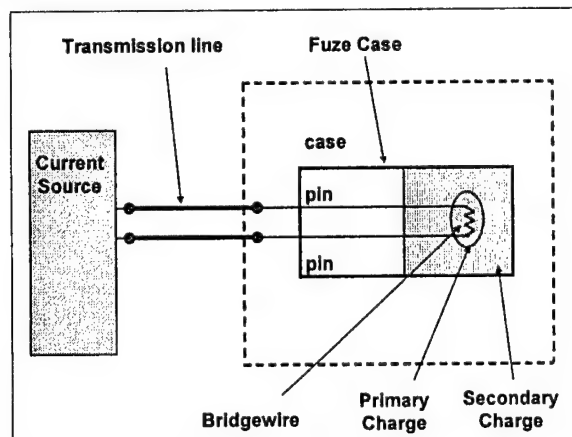 Transmission line
Fuze Case
case
Current
Source
pin
pin
Bridgewire
Primary
Charge
Secondary
Charge